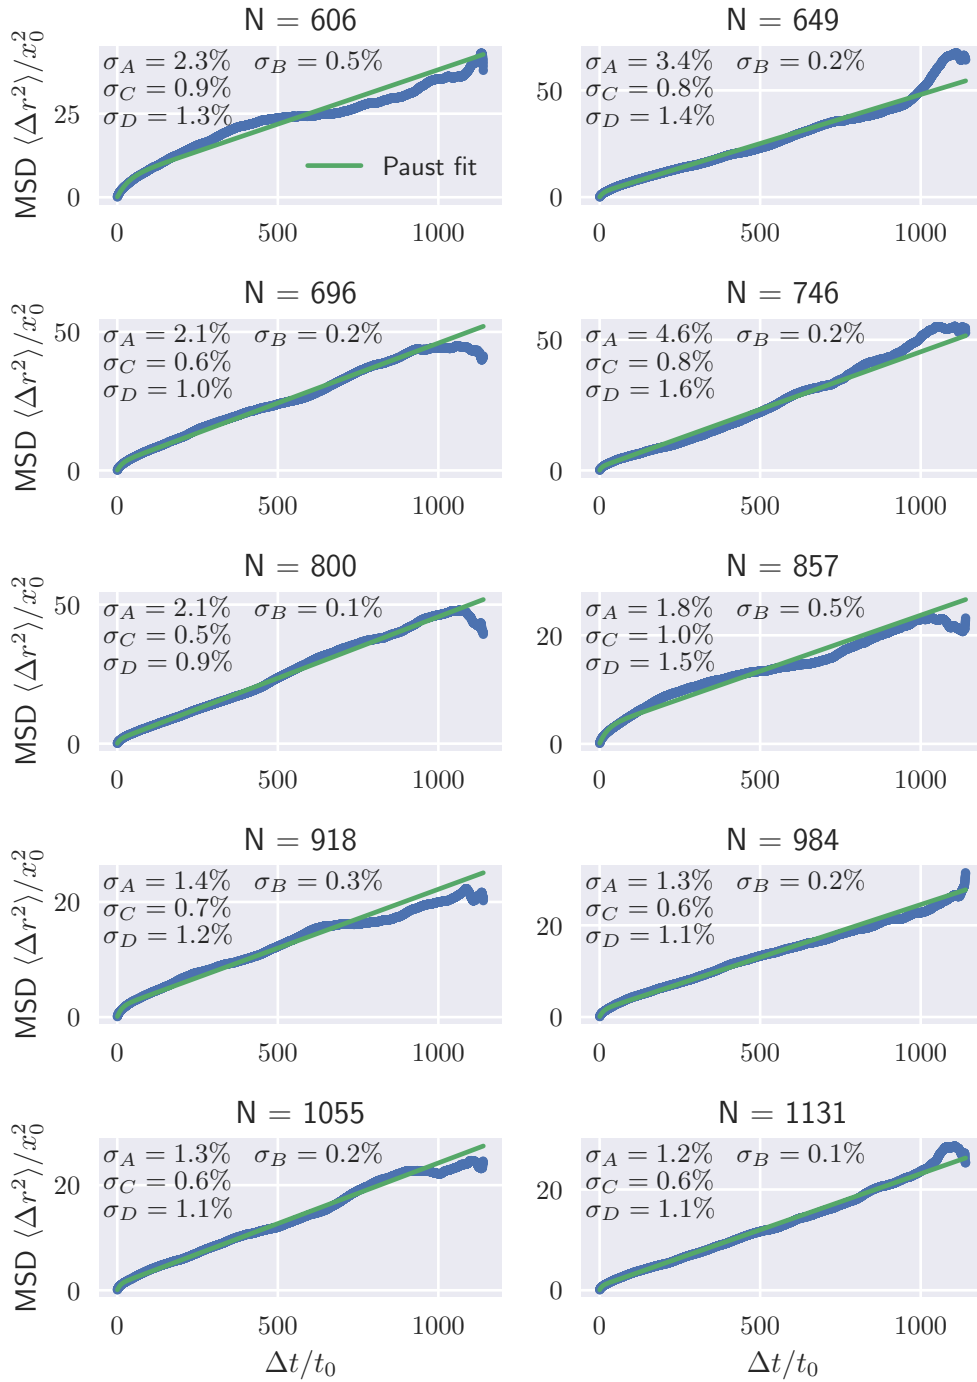 N = 606
N = 649
MSD ⟨Δr²⟩/x₀²
25
0
σ_A = 2.3% σ_B = 0.5%
σ_C = 0.9%
σ_D = 1.3%
Paust fit
0 500 1000
50
0
σ_A = 3.4% σ_B = 0.2%
σ_C = 0.8%
σ_D = 1.4%
0 500 1000
N = 696
N = 746
MSD ⟨Δr²⟩/x₀²
50
0
σ_A = 2.1% σ_B = 0.2%
σ_C = 0.6%
σ_D = 1.0%
0 500 1000
50
0
σ_A = 4.6% σ_B = 0.2%
σ_C = 0.8%
σ_D = 1.6%
0 500 1000
N = 800
N = 857
MSD ⟨Δr²⟩/x₀²
50
0
σ_A = 2.1% σ_B = 0.1%
σ_C = 0.5%
σ_D = 0.9%
0 500 1000
20
0
σ_A = 1.8% σ_B = 0.5%
σ_C = 1.0%
σ_D = 1.5%
0 500 1000
N = 918
N = 984
MSD ⟨Δr²⟩/x₀²
20
0
σ_A = 1.4% σ_B = 0.3%
σ_C = 0.7%
σ_D = 1.2%
0 500 1000
20
0
σ_A = 1.3% σ_B = 0.2%
σ_C = 0.6%
σ_D = 1.1%
0 500 1000
N = 1055
N = 1131
MSD ⟨Δr²⟩/x₀²
20
0
σ_A = 1.3% σ_B = 0.2%
σ_C = 0.6%
σ_D = 1.1%
0 500 1000
Δt/t₀
20
0
σ_A = 1.2% σ_B = 0.1%
σ_C = 0.6%
σ_D = 1.1%
0 500 1000
Δt/t₀